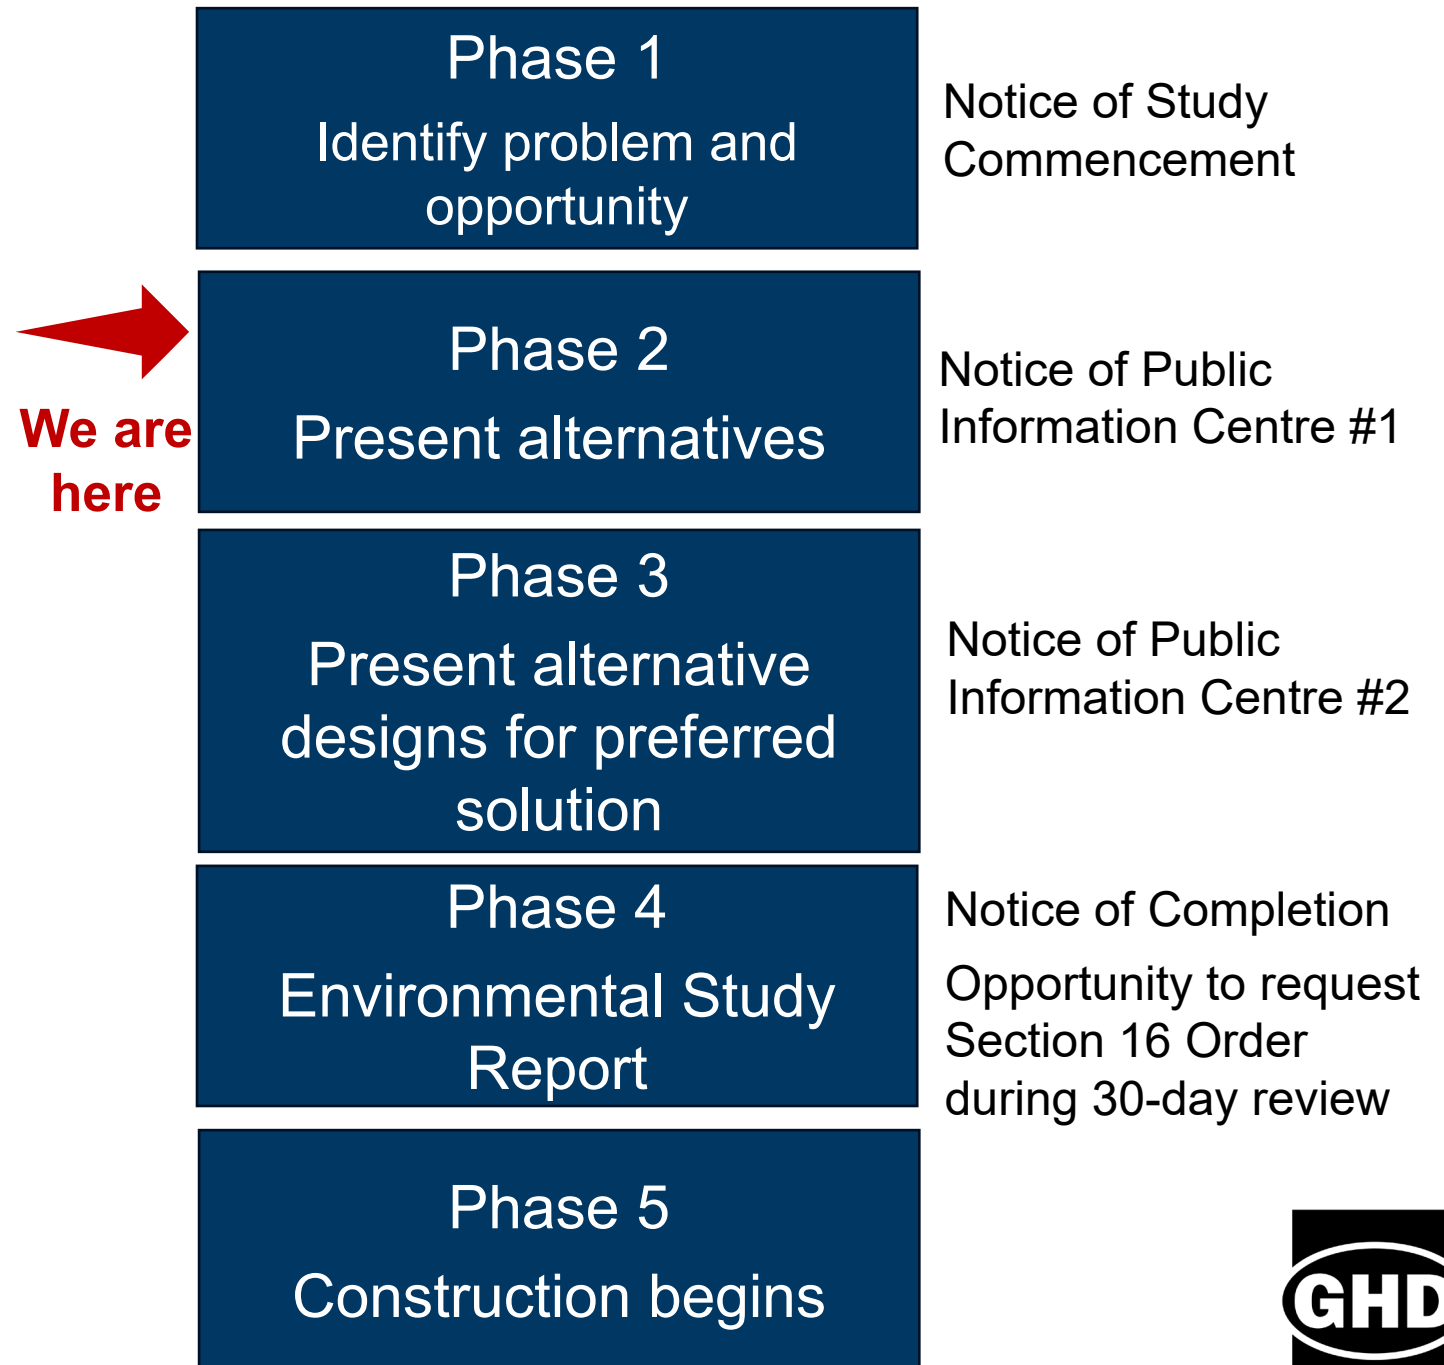 Phase 1
Identify problem and
opportunity
Notice of Study
Commencement
We are
here
Phase 2
Present alternatives
Notice of Public
Information Centre #1
Phase 3
Present alternative
designs for preferred
solution
Notice of Public
Information Centre #2
Phase 4
Environmental Study
Report
Notice of Completion
Opportunity to request
Section 16 Order
during 30-day review
Phase 5
Construction begins
GHD